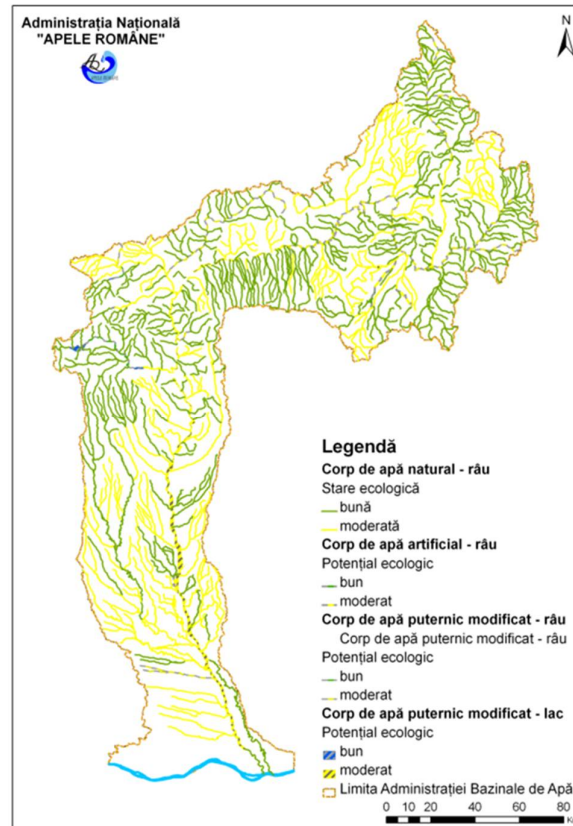 Administrația Națională
"APELE ROMÂNE"
N
Legendă
Corp de apă natural - râu
Stare ecologică
bună
moderată
Corp de apă artificial - râu
Potențial ecologic
bun
moderat
Corp de apă puternic modificat - râu
Corp de apă puternic modificat - râu
Potențial ecologic
bun
moderat
Corp de apă puternic modificat - lac
Potențial ecologic
bun
moderat
Limita Administrației Bazinale de Apă
0 10 20 40 60 80